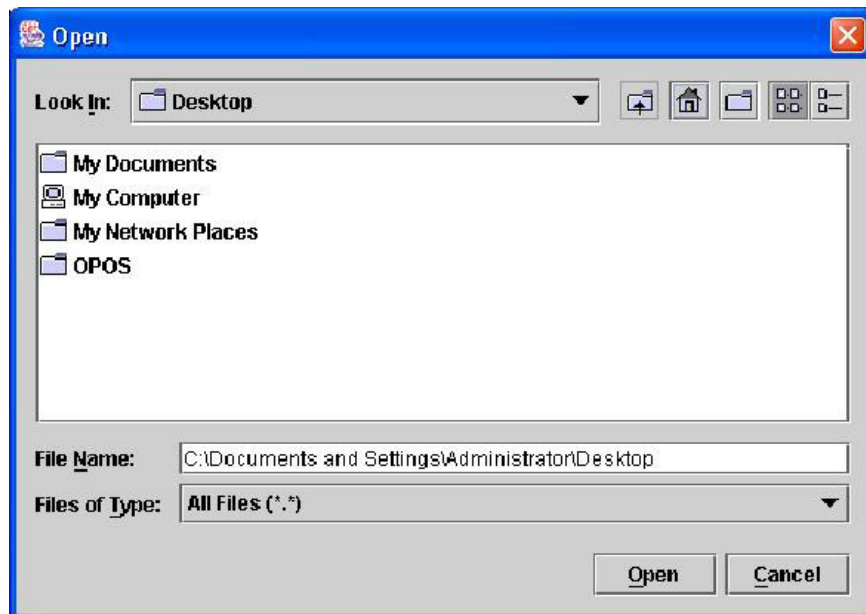 Open
Look In: Desktop
My Documents
My Computer
My Network Places
OPOS
File Name: C:\Documents and Settings\Administrator\Desktop
Files of Type: All Files (*.*)
Open Cancel